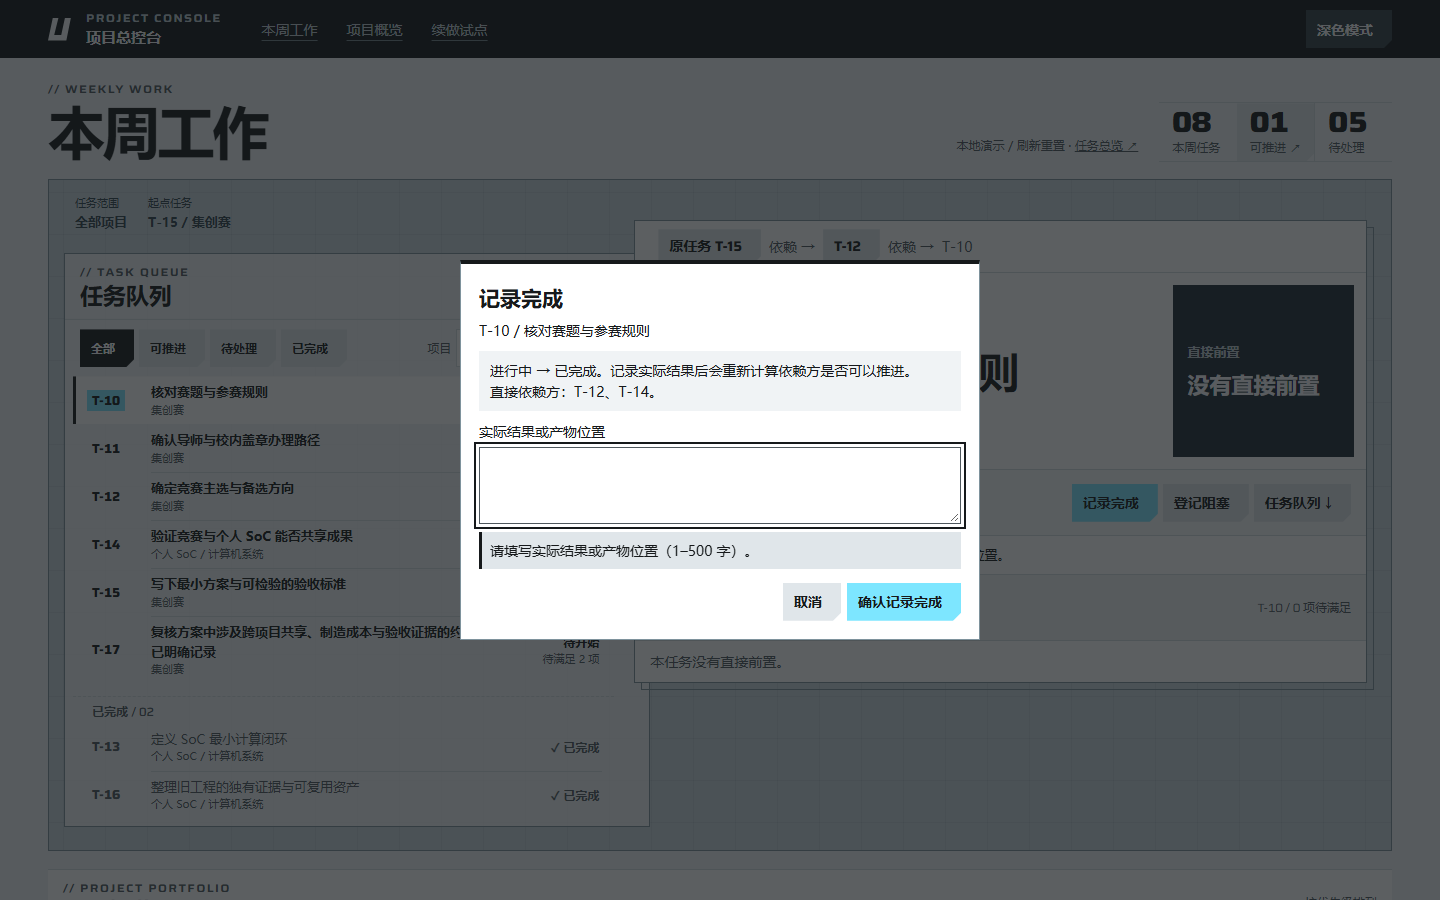 PROJECT CONSOLE
项目总控台
本周工作
项目概览
续做试点
深色模式
// WEEKLY WORK
本周工作
本地演示 / 刷新重置 · 任务总览 ↗
08
本周任务
01
可推进 ↗
05
待处理
任务范围
全部项目
起点任务
T-15 / 集创赛
原任务 T-15
依赖 →
T-12
依赖 →
T-10
// TASK QUEUE
任务队列
全部
可推进
待处理
已完成
项目
T-10
核对赛题与参赛规则
集创赛
T-11
确认导师与校内盖章办理路径
集创赛
T-12
确定竞赛主选与备选方向
集创赛
T-14
验证竞赛与个人 SoC 能否共享成果
个人 SoC / 计算机系统
T-15
写下最小方案与可检验的验收标准
集创赛
T-17
复核方案中涉及跨项目共享、制造成本与验收证据的约
已明确记录
集创赛
待开始
待满足 2 项
已完成 / 02
T-13
定义 SoC 最小计算闭环
个人 SoC / 计算机系统
✓ 已完成
T-16
整理旧工程的独有证据与可复用资产
个人 SoC / 计算机系统
✓ 已完成
记录完成
T-10 / 核对赛题与参赛规则
进行中 → 已完成。记录实际结果后会重新计算依赖方是否可以推进。
直接依赖方：T-12、T-14。
实际结果或产物位置
请填写实际结果或产物位置（1–500 字）。
取消
确认记录完成
则
直接前置
没有直接前置
记录完成
登记阻塞
任务队列 ↓
置。
T-10 / 0 项待满足
本任务没有直接前置。
// PROJECT PORTFOLIO